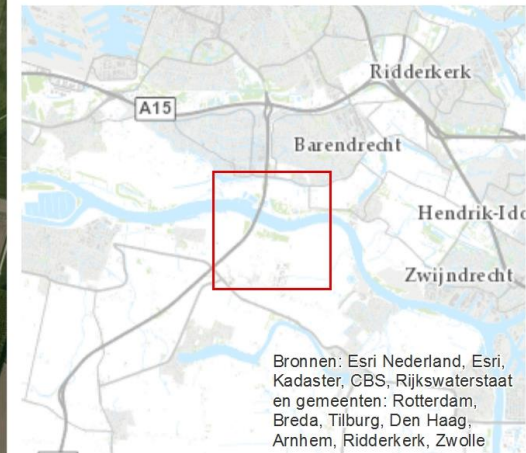 Ridderkerk
A15
Barendrecht
Hendrik-Ido
Zwijndrecht
Bronnen: Esri Nederland, Esri,
Kadaster, CBS, Rijkswaterstaat
en gemeenten: Rotterdam,
Breda, Tilburg, Den Haag,
Arnhem, Ridderkerk, Zwolle